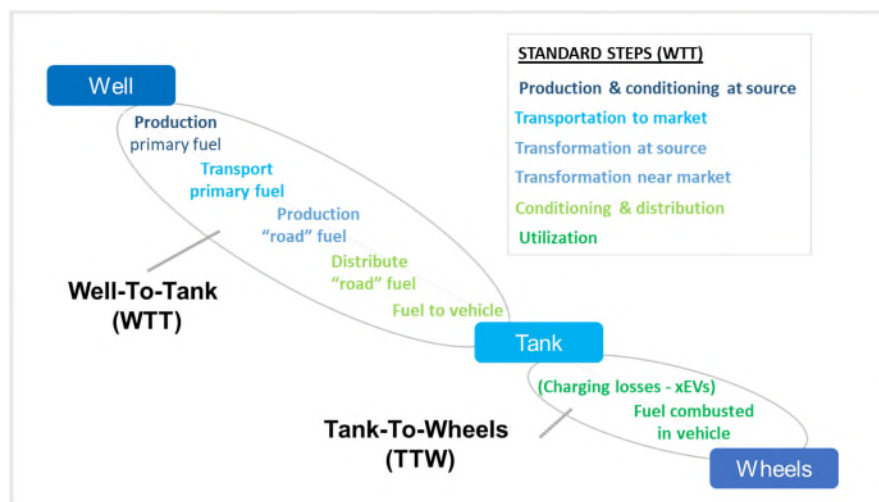 Well
Production
primary fuel
Transport
primary fuel
Production
“road” fuel
Distribute
“road” fuel
Fuel to vehicle
Well-To-Tank
(WTT)
Tank
(Charging losses - xEVs)
Fuel combusted
in vehicle
Tank-To-Wheels
(TTW)
Wheels
STANDARD STEPS (WTT)
Production & conditioning at source
Transportation to market
Transformation at source
Transformation near market
Conditioning & distribution
Utilization